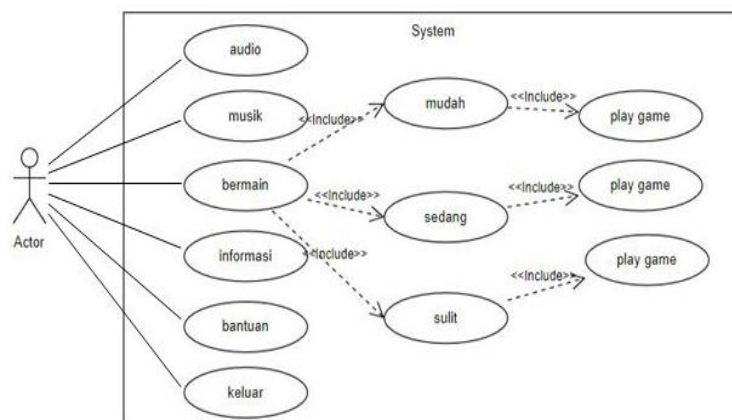 System
audio
musik
bermain
informasi
bantuan
keluar
Actor
<<Include>>
<<Include>>
<<Include>>
mudah
sedang
sulit
<<Include>>
<<Include>>
<<Include>>
play game
play game
play game